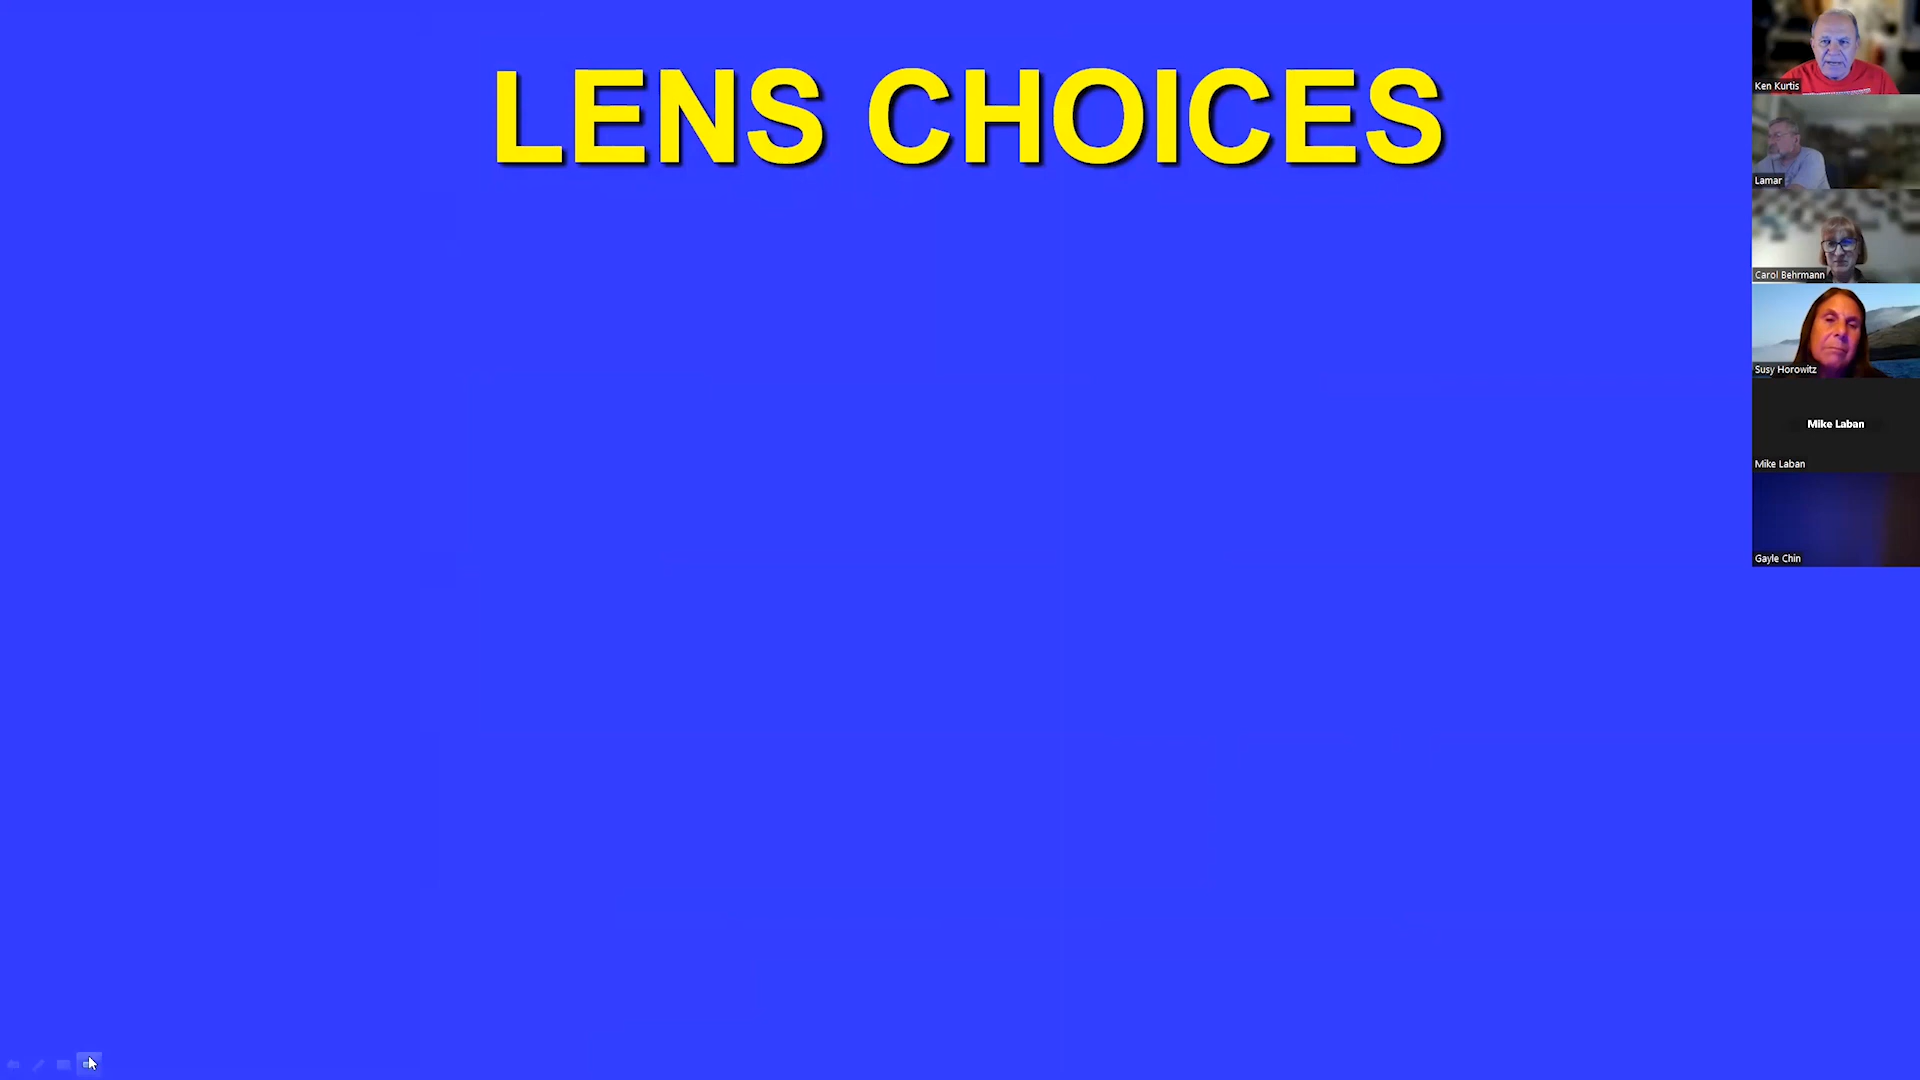 LENS CHOICES
Ken Kurtis
Lamar
Carol Behrmann
Susy Horowitz
Mike Laban
Mike Laban
Gayle Chin